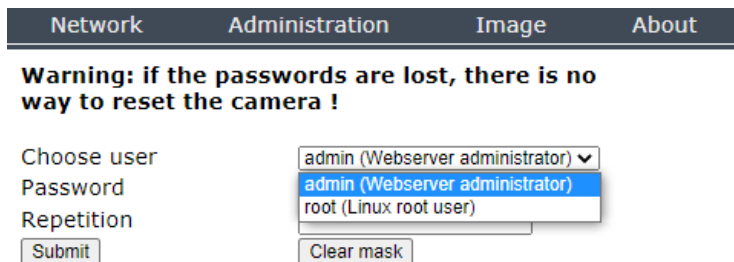 Network Administration Image About
Warning: if the passwords are lost, there is no
way to reset the camera !
Choose user admin (Webserver administrator)
Password admin (Webserver administrator)
root (Linux root user)
Repetition
Submit Clear mask